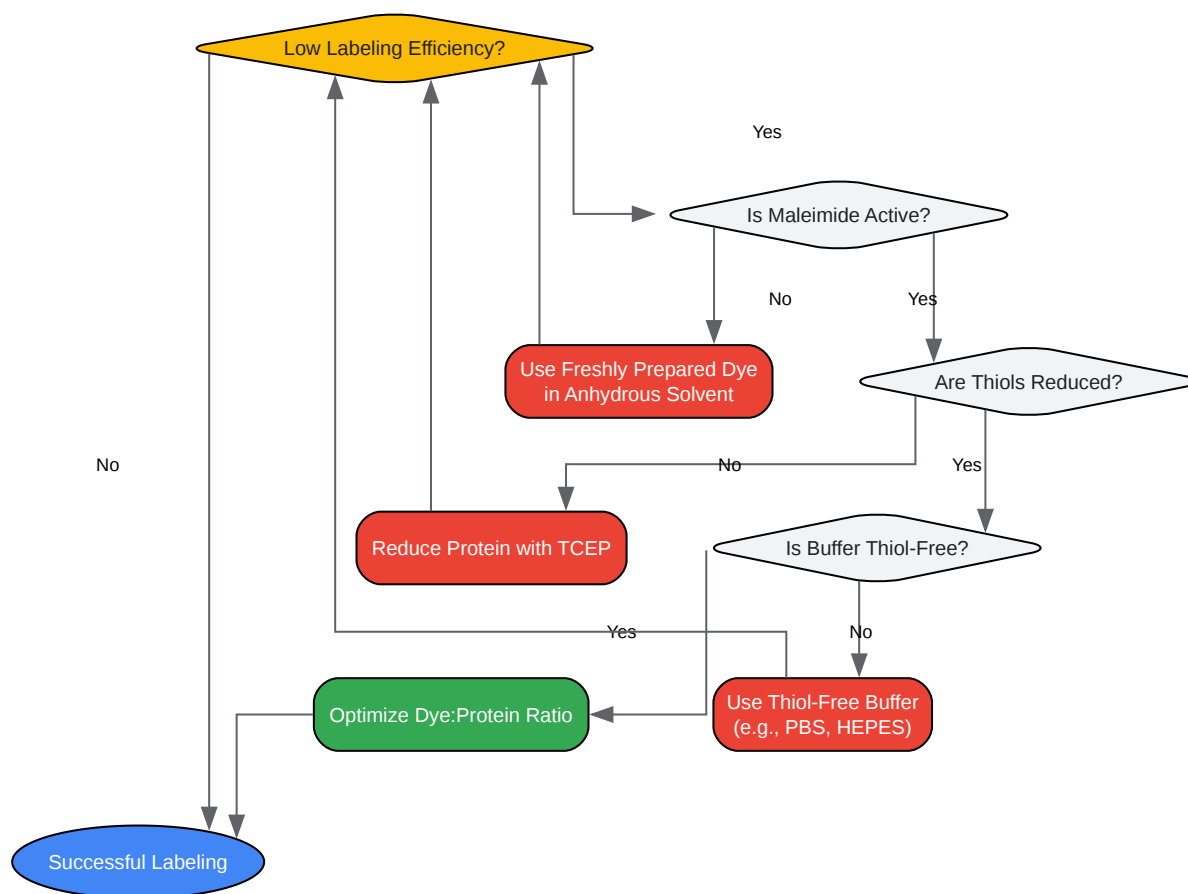 Low Labeling Efficiency?
Yes
Is Maleimide Active?
No
Yes
Use Freshly Prepared Dye
in Anhydrous Solvent
Are Thiols Reduced?
No
No
Yes
Reduce Protein with TCEP
Is Buffer Thiol-Free?
Yes
No
Optimize Dye:Protein Ratio
Use Thiol-Free Buffer
(e.g., PBS, HEPES)
Successful Labeling